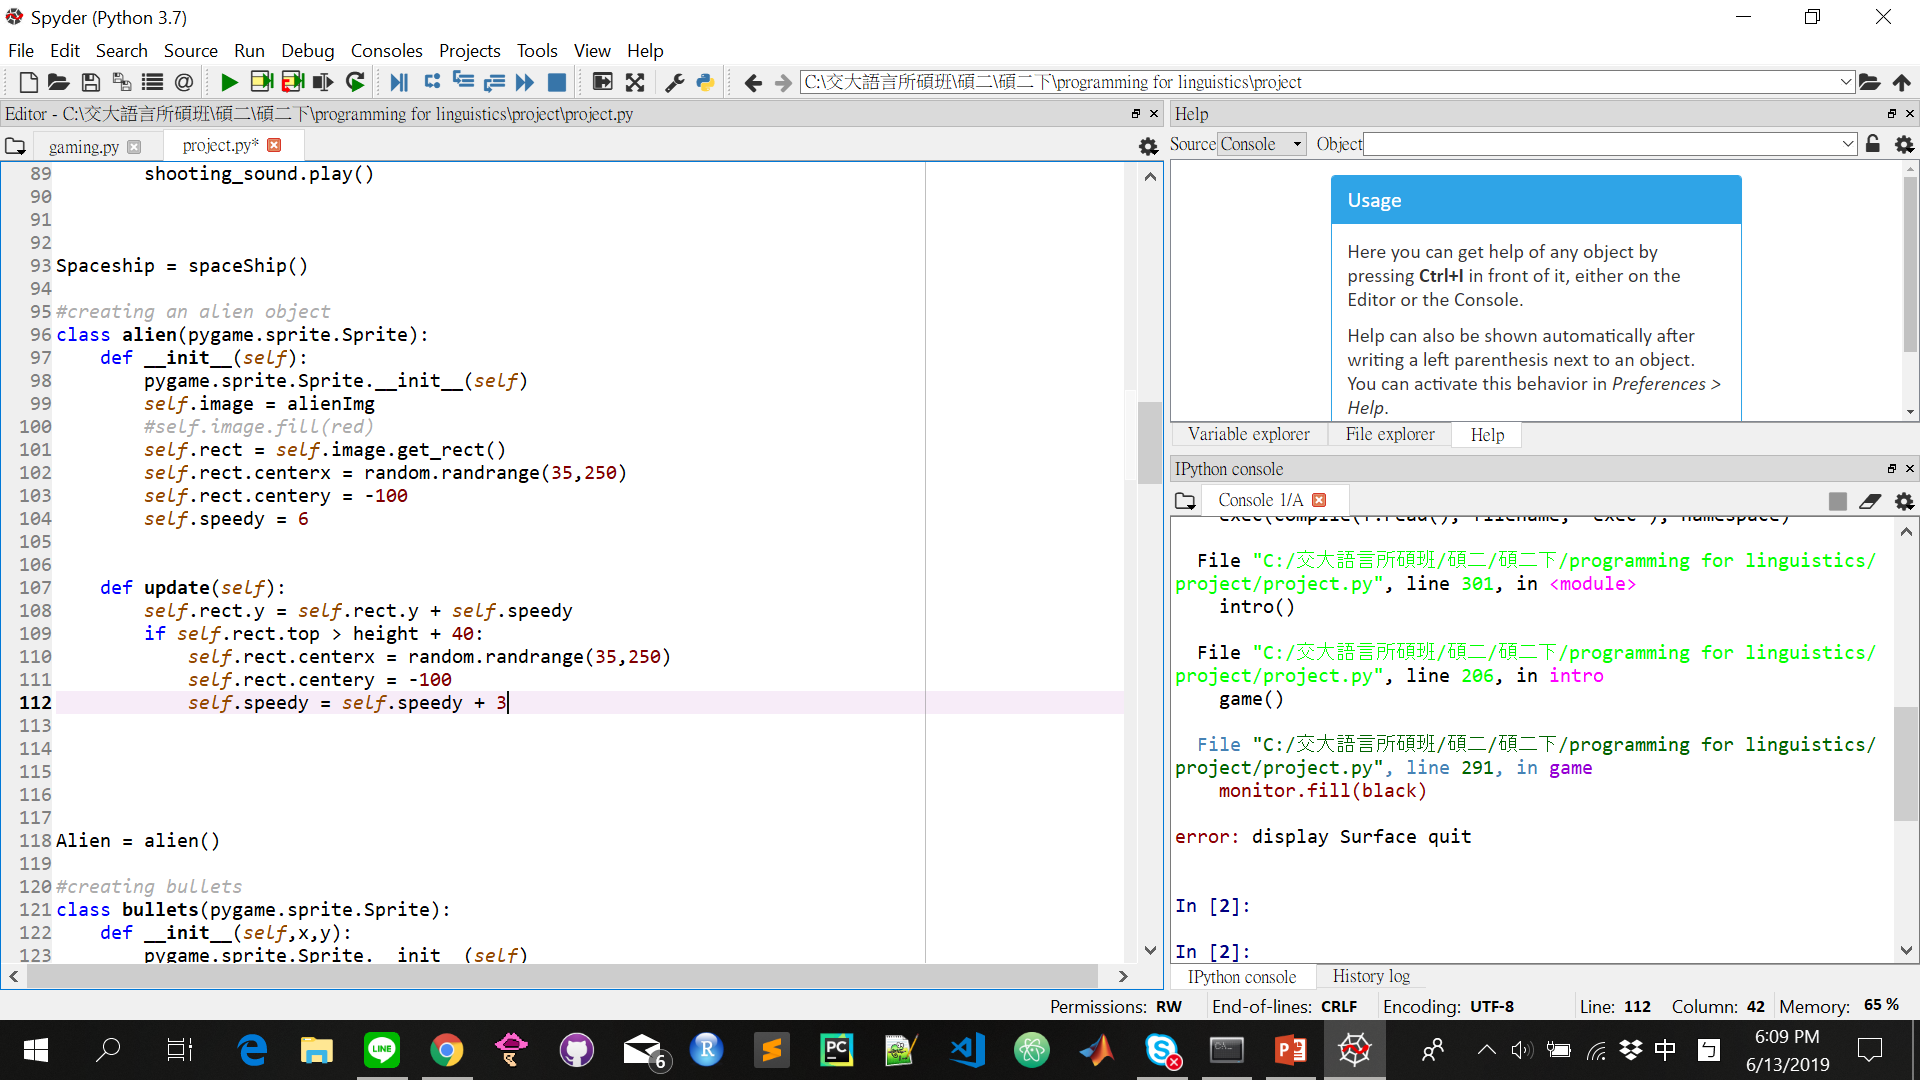 Spyder (Python 3.7)
File Edit Search Source Run Debug Consoles Projects Tools View Help
C:\交大語言所碩班\碩二\碩二下\programming for linguistics\project
Editor - C:\交大語言所碩班\碩二\碩二下\programming for linguistics\project\project.py
gaming.py project.py*
89 shooting_sound.play()
90
91
92
93 Spaceship = spaceShip()
94
95 #creating an alien object
96 class alien(pygame.sprite.Sprite):
97 def __init__(self):
98 pygame.sprite.Sprite.__init__(self)
99 self.image = alienImg
100 #self.image.fill(red)
101 self.rect = self.image.get_rect()
102 self.rect.centerx = random.randrange(35,250)
103 self.rect.centery = -100
104 self.speedy = 6
105
106
107 def update(self):
108 self.rect.y = self.rect.y + self.speedy
109 if self.rect.top > height + 40:
110 self.rect.centerx = random.randrange(35,250)
111 self.rect.centery = -100
112 self.speedy = self.speedy + 3
113
114
115
116
117
118 Alien = alien()
119
120 #creating bullets
121 class bullets(pygame.sprite.Sprite):
122 def __init__(self,x,y):
123 pygame.sprite.Sprite.__init__(self)
Help
Source Console Object
Usage
Here you can get help of any object by
pressing Ctrl+I in front of it, either on the
Editor or the Console.
Help can also be shown automatically after
writing a left parenthesis next to an object.
You can activate this behavior in Preferences >
Help.
Variable explorer File explorer Help
IPython console
Console 1/A
exec(compile(f.read(), filename, 'exec'), namespace)
File "C:/交大語言所碩班/碩二/碩二下/programming for linguistics/
project/project.py", line 301, in <module>
intro()
File "C:/交大語言所碩班/碩二/碩二下/programming for linguistics/
project/project.py", line 206, in intro
game()
File "C:/交大語言所碩班/碩二/碩二下/programming for linguistics/
project/project.py", line 291, in game
monitor.fill(black)
error: display Surface quit
In [2]:
In [2]:
IPython console History log
Permissions: RW End-of-lines: CRLF Encoding: UTF-8 Line: 112 Column: 42 Memory: 65 %
LINE
6
R
PC
中
ㄅ
6:09 PM
6/13/2019